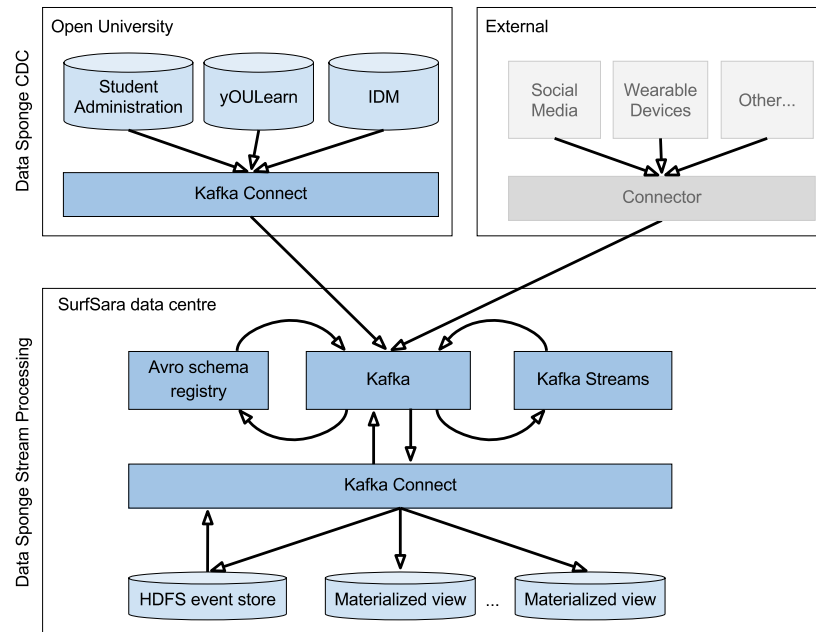 Data Sponge CDC
Open University
Student
Administration
yOULearn
IDM
Kafka Connect
External
Social
Media
Wearable
Devices
Other...
Connector
Data Sponge Stream Processing
SurfSara data centre
Avro schema
registry
Kafka
Kafka Streams
Kafka Connect
HDFS event store
Materialized view
...
Materialized view